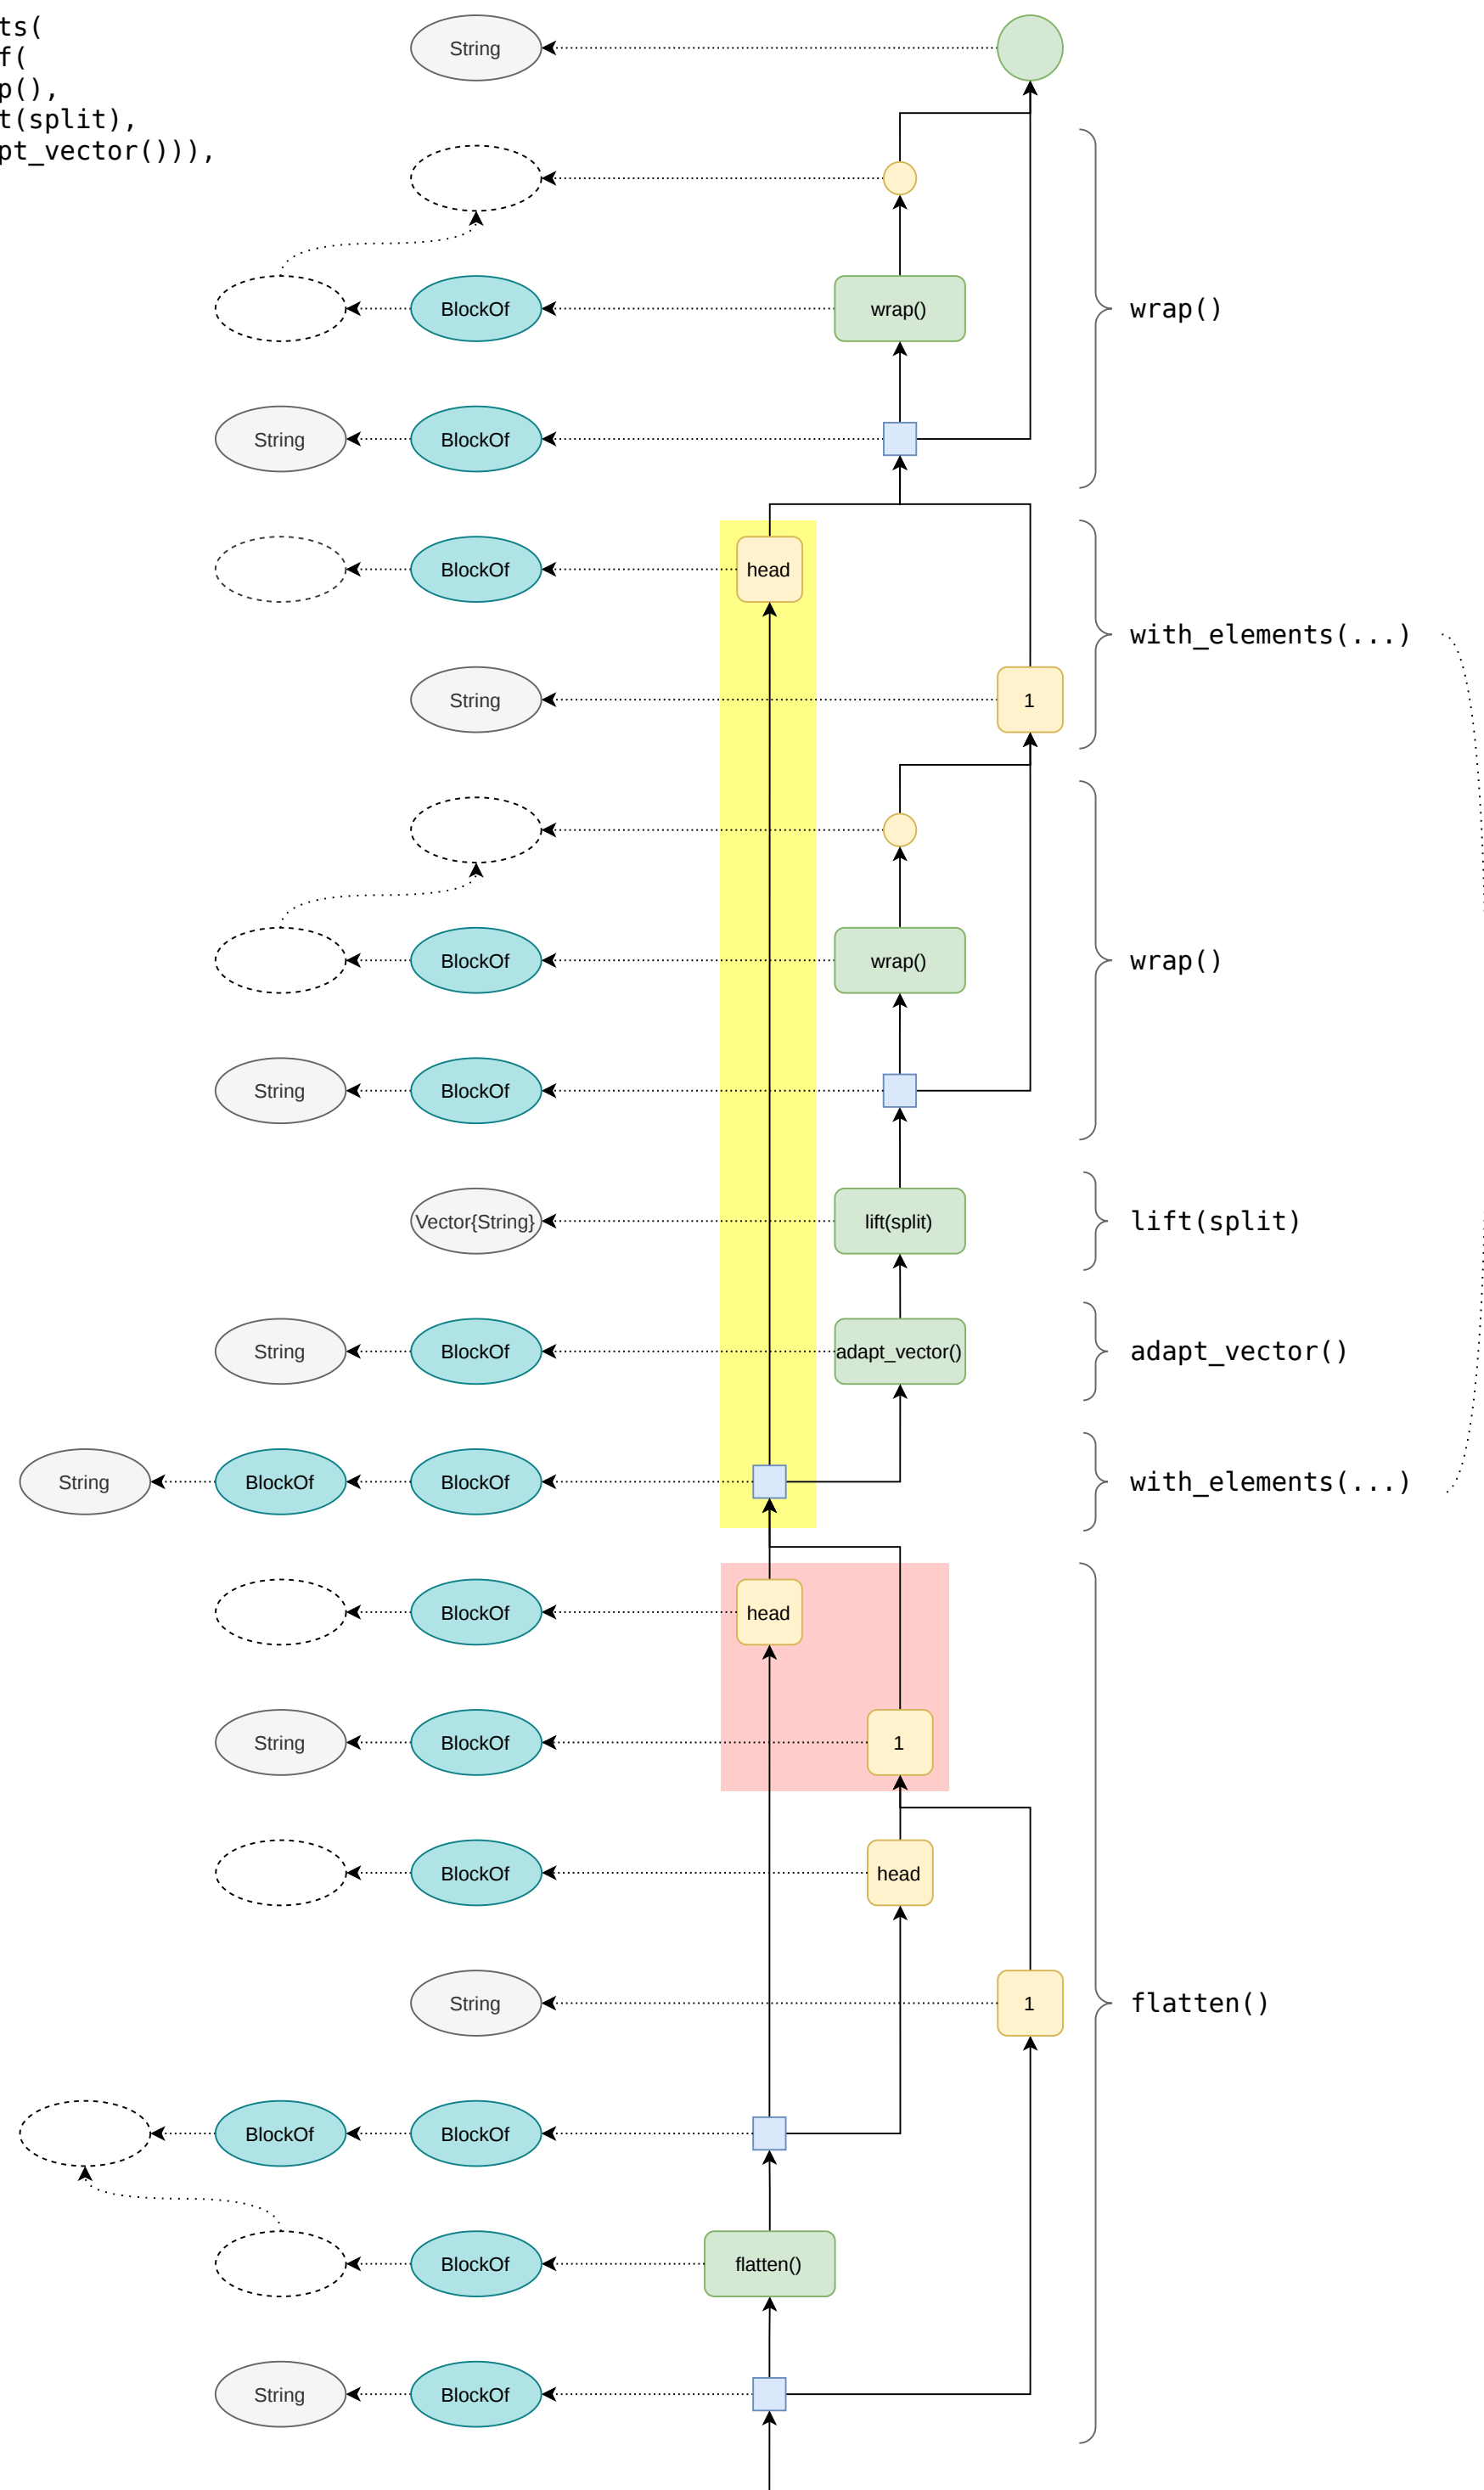 ts(
String
f(
p(),
t(split),
pt_vector())),
BlockOf
wrap()
wrap()
String
BlockOf
BlockOf
head
with_elements(...)
String
1
BlockOf
wrap()
wrap()
String
BlockOf
Vector{String}
lift(split)
lift(split)
String
BlockOf
adapt_vector()
adapt_vector()
String
BlockOf
BlockOf
with_elements(...)
BlockOf
head
String
BlockOf
1
BlockOf
head
String
1
flatten()
BlockOf
BlockOf
BlockOf
flatten()
String
BlockOf